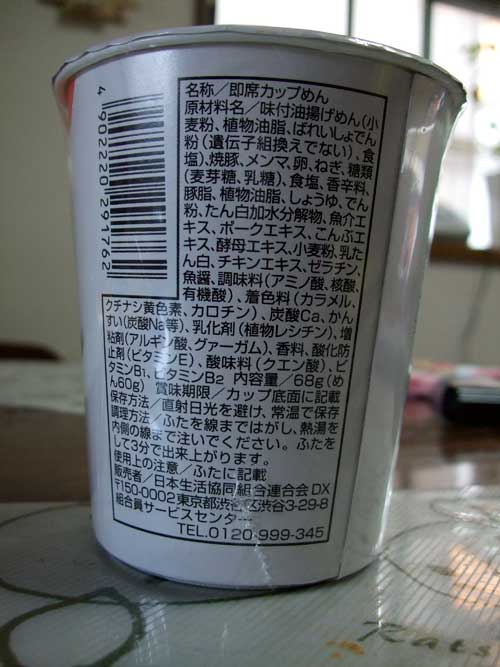 名称／即席カップめん
原材料名／味付油揚げめん(小
麦粉、植物油脂、ばれいしょでん
粉(遺伝子組換えでない)、食
塩)、焼豚、メンマ、卵、ねぎ、糖類
(麦芽糖、乳糖)、食塩、香辛料、
豚脂、植物油脂、しょうゆ、でん
粉、たん白加水分解物、魚介エ
キス、ポークエキス、こんぶエ
キス、酵母エキス、小麦粉、乳た
ん白、チキンエキス、ゼラチン、
魚醤、調味料(アミノ酸、核酸、
有機酸)、着色料(カラメル、
クチナシ黄色素、カロチン)、炭酸Ca、かん
すい(炭酸Na等)、乳化剤(植物レシチン)、増
粘剤(アルギン酸、グァーガム)、香料、酸化防
止剤(ビタミンE)、酸味料(クエン酸)、ビ
タミンB1、ビタミンB2 内容量／68g(め
ん60g) 賞味期限／カップ底面に記載
保存方法／直射日光を避け、常温で保存
調理方法／ふたを線まではがし、熱湯を
内側の線まで注いでください。ふたを
して3分で出来上がります。
使用上の注意／ふたに記載
販売者／日本生活協同組合連合会DX
〒150-0002東京都渋谷区渋谷3-29-8
組合員サービスセンター
TEL.0120-999-345
4902220291762